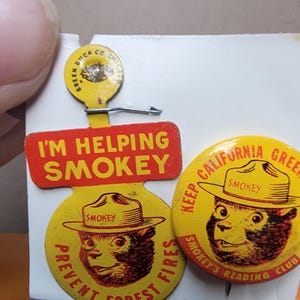 GREEN DUCK CO. CHICAGO
I'M HELPING
SMOKEY
SMOKEY
PREVENT FOREST FIRES
KEEP CALIFORNIA GREEN
SMOKEY
SMOKEY'S READING CLUB